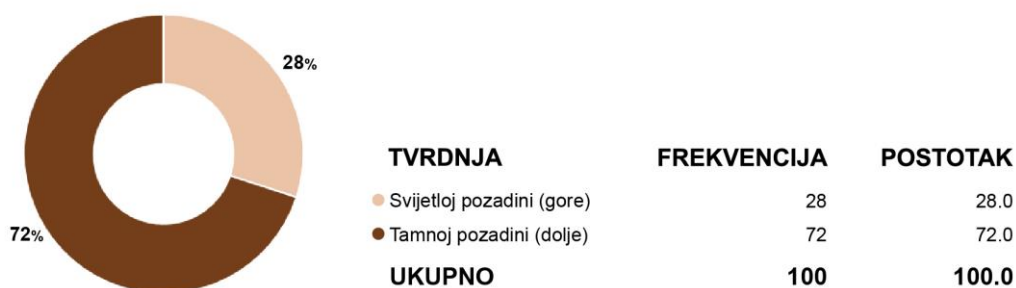 28%
72%
TVRDNJA FREKVENCIJA POSTOTAK
Svijetloj pozadini (gore) 28 28.0
Tamnoj pozadini (dolje) 72 72.0
UKUPNO 100 100.0